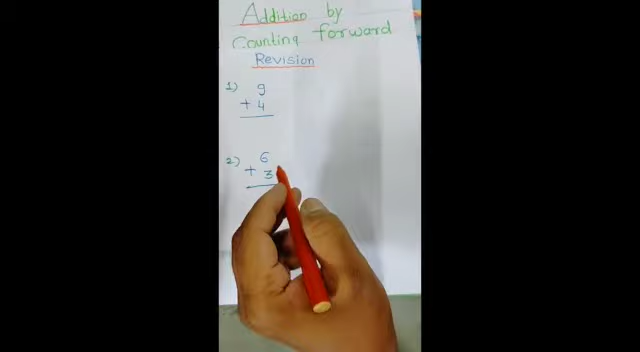 Addition by
Counting forward
Revision
1) 9
+ 4
2) 6
+ 3